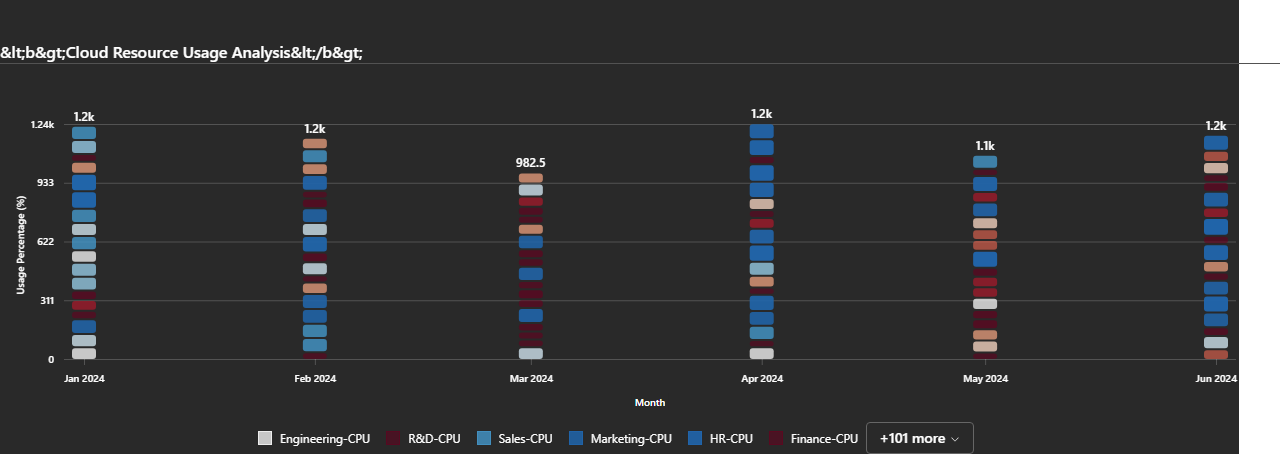 &lt;b&gt;Cloud Resource Usage Analysis&lt;/b&gt;
1.2k
1.2k
982.5
1.2k
1.1k
1.2k
Usage Percentage (%)
1.24k
933
622
311
0
Jan 2024 Feb 2024 Mar 2024 Apr 2024 May 2024 Jun 2024
Month
Engineering-CPU R&D-CPU Sales-CPU Marketing-CPU HR-CPU Finance-CPU +101 more